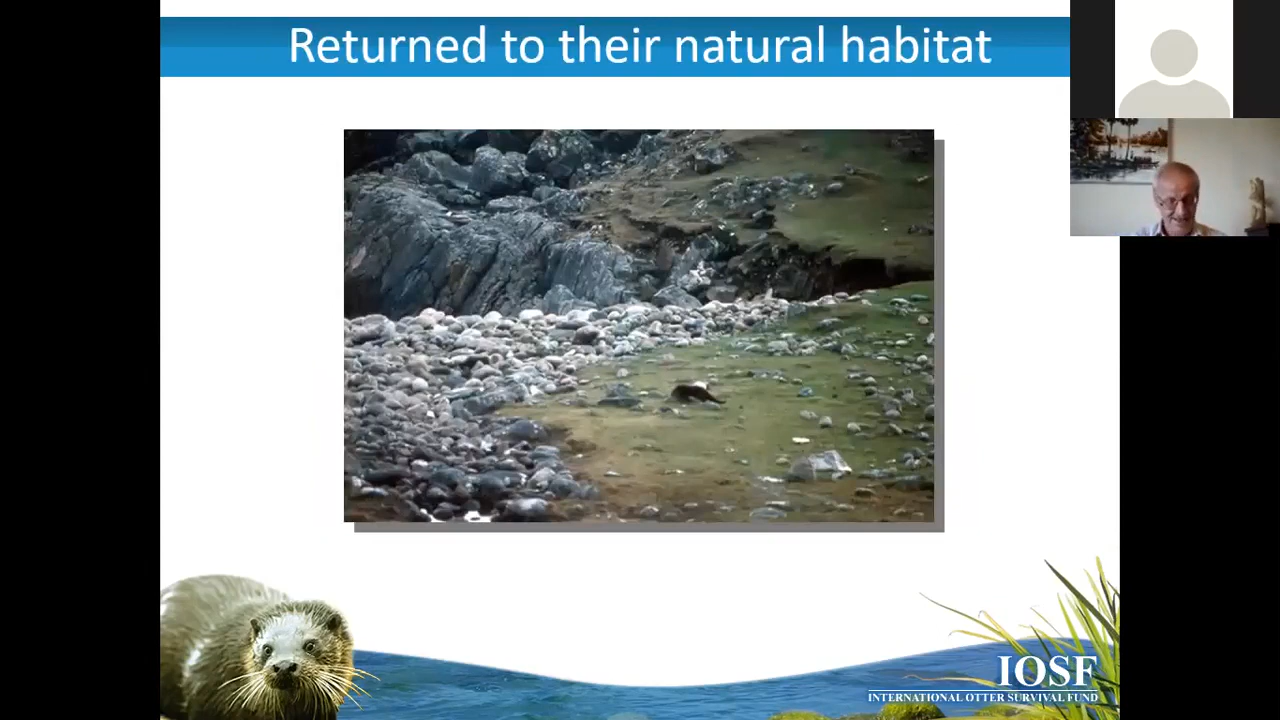 Returned to their natural habitat
IOSF
INTERNATIONAL OTTER SURVIVAL FUND